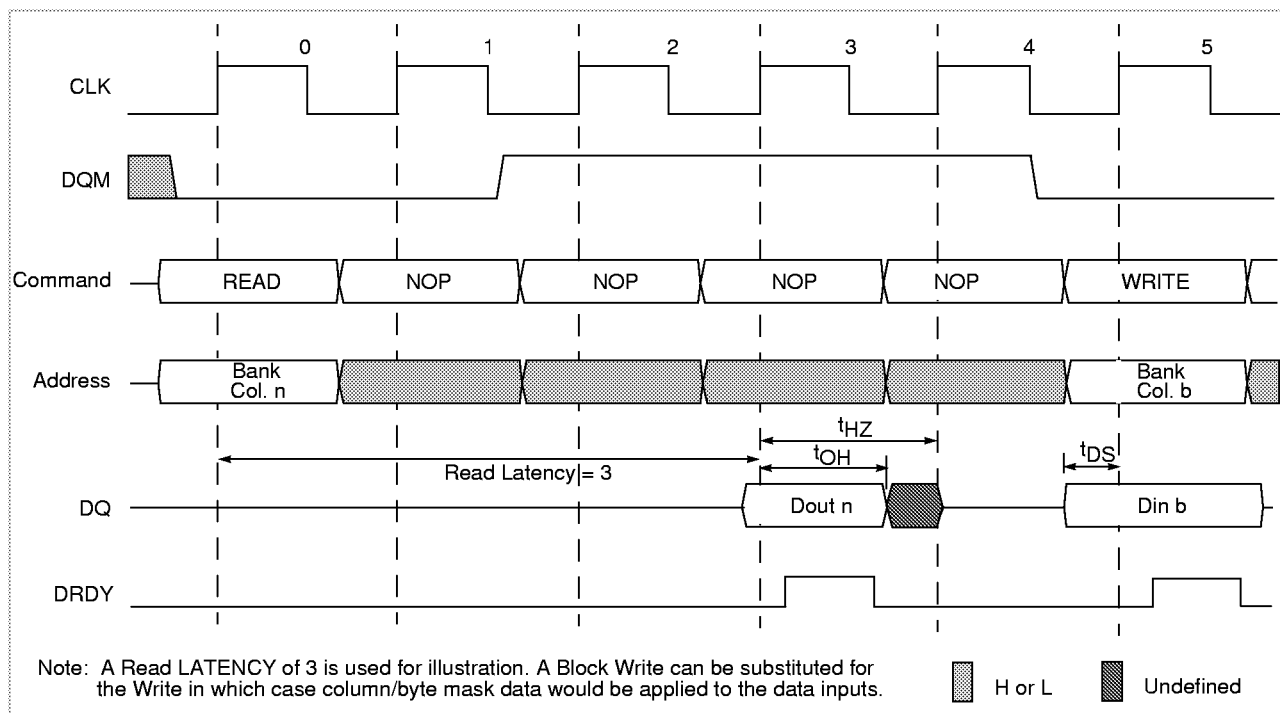 0 1 2 3 4 5
CLK
DQM
Command READ NOP NOP NOP NOP WRITE
Address Bank Col. n Bank Col. b
tHZ
tOH tDS
Read Latency = 3
DQ Dout n Din b
DRDY
Note: A Read LATENCY of 3 is used for illustration. A Block Write can be substituted for
the Write in which case column/byte mask data would be applied to the data inputs.
H or L Undefined